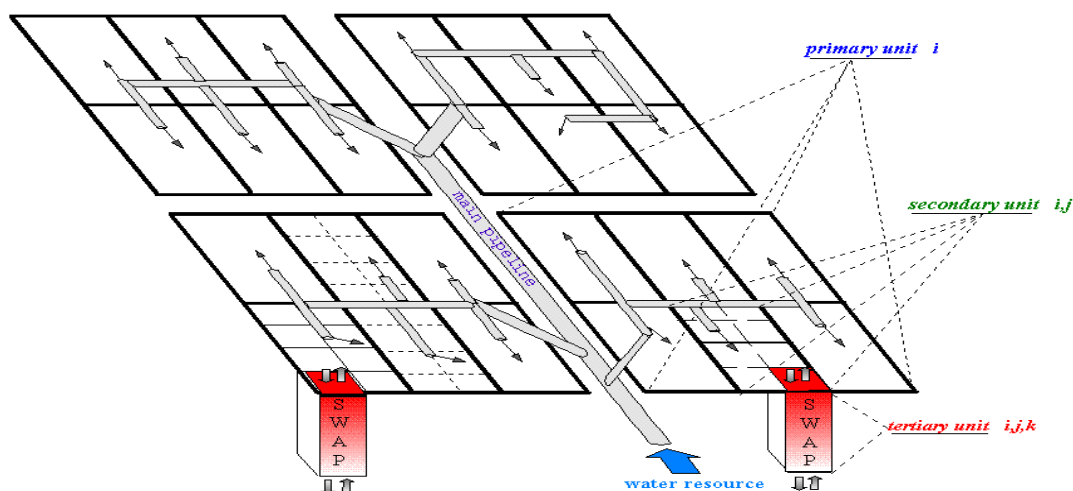 primary unit i
main pipeline
secondary unit i,j
SWAP
SWAP
tertiary unit i,j,k
water resource